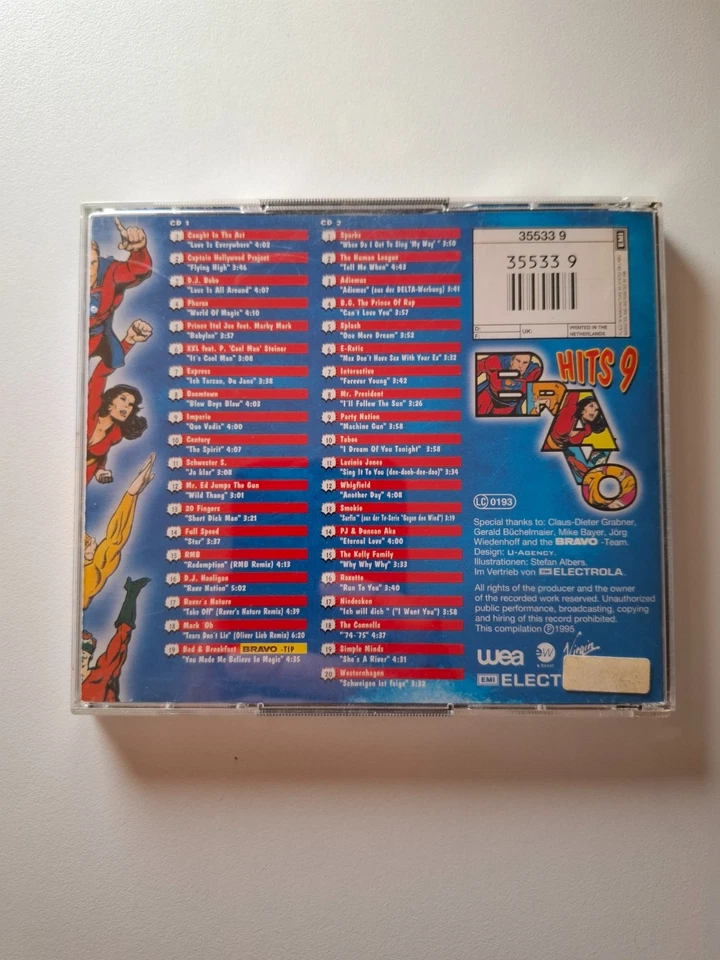 CD 1
1 Caught In The Act
"Love Is Everywhere" 4:02
2 Captain Hollywood Project
"Flying High" 3:46
3 D.J. Bobo
"Love Is All Around" 4:07
4 Pharao
"World Of Magic" 4:10
5 Prince Ital Joe feat. Marky Mark
"Babylon" 3:57
6 XXL feat. P. 'Cool Man' Steiner
"It's Cool Man" 3:08
7 Express
"Ich Tarzan, Du Jane" 3:38
8 Boomtown
"Blow Boys Blow" 4:03
9 Imperio
"Quo Vadis" 4:00
10 Century
"The Spirit" 4:07
11 Schwester S.
"Ja klar" 3:08
12 Mr. Ed Jumps The Gun
"Wild Thang" 3:01
13 20 Fingers
"Short Dick Man" 3:21
14 Full Speed
"Star" 3:37
15 RMB
"Redemption" (RMB Remix) 4:13
16 D.J. Hooligan
"Rave Nation" 5:02
17 Raver's Nature
"Take Off" (Raver's Nature Remix) 4:39
18 Mark 'Oh
"Tears Don't Lie" (Oliver Lieb Remix) 6:20
19 Bed & Breakfast BRAVO-TIP
"You Made Me Believe In Magic" 4:35
CD 2
1 Sparks
"When Do I Get To Sing 'My Way'" 3:50
2 The Human League
"Tell Me When" 4:43
3 Adiemus
"Adiemus" (aus der DELTA-Werbung) 3:41
4 B.G. The Prince Of Rap
"Can't Love You" 3:57
5 Splash
"One More Dream" 3:53
6 E-Rotic
"Max Don't Have Sex With Your Ex" 3:32
7 Interactive
"Forever Young" 3:42
8 Mr. President
"I'll Follow The Sun" 3:26
9 Party Nation
"Machine Gun" 3:58
10 Taboo
"I Dream Of You Tonight" 3:58
11 Lavinia Jones
"Sing It To You (dee-doob-dee-doo)" 3:34
12 Whigfield
"Another Day" 4:08
13 Smokie
"Surfin" (aus der Tv-Serie "Gegen den Wind") 3:19
14 PJ & Duncan Aka
"Eternal Love" 4:00
15 The Kelly Family
"Why Why Why" 3:33
16 Roxette
"Run To You" 3:40
17 Niedecken
"Ich will dich" ("I Want You") 3:58
18 The Connells
"74-'75" 4:37
19 Simple Minds
"She's A River" 4:31
20 Westernhagen
"Schweigen ist feige" 3:32
35533 9
EMI
35533 9
D:
F:
UK:
PRINTED IN THE
NETHERLANDS
BRAVO
HITS 9
LC 0193
Special thanks to: Claus-Dieter Grabner,
Gerald Büchelmaier, Mike Bayer, Jörg
Wiedenhoff and the BRAVO -Team.
Design: U-AGENCY.
Illustrationen: Stefan Albers.
Im Vertrieb von EMI ELECTROLA
All rights of the producer and the owner
of the recorded work reserved. Unauthorized
public performance, broadcasting, copying
and hiring of this record prohibited.
This compilation ℗ 1995
wea
ew
Virgin
EMI ELECT